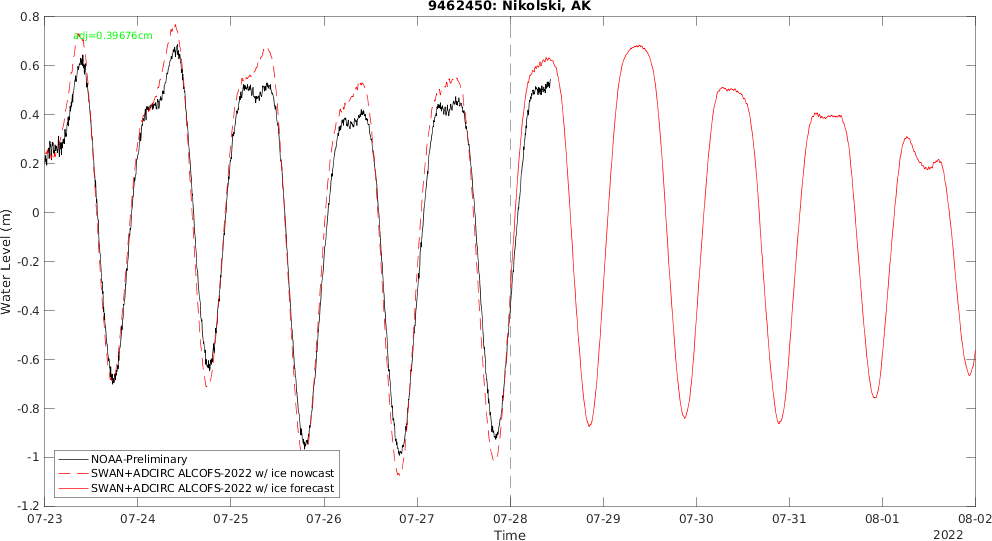 9462450: Nikolski, AK
adj=0.39676cm
0.8
0.6
0.4
0.2
0
-0.2
-0.4
-0.6
-0.8
-1
-1.2
Water Level (m)
NOAA-Preliminary
SWAN+ADCIRC ALCOFS-2022 w/ ice nowcast
SWAN+ADCIRC ALCOFS-2022 w/ ice forecast
07-23 07-24 07-25 07-26 07-27 07-28 07-29 07-30 07-31 08-01 08-02
Time
2022